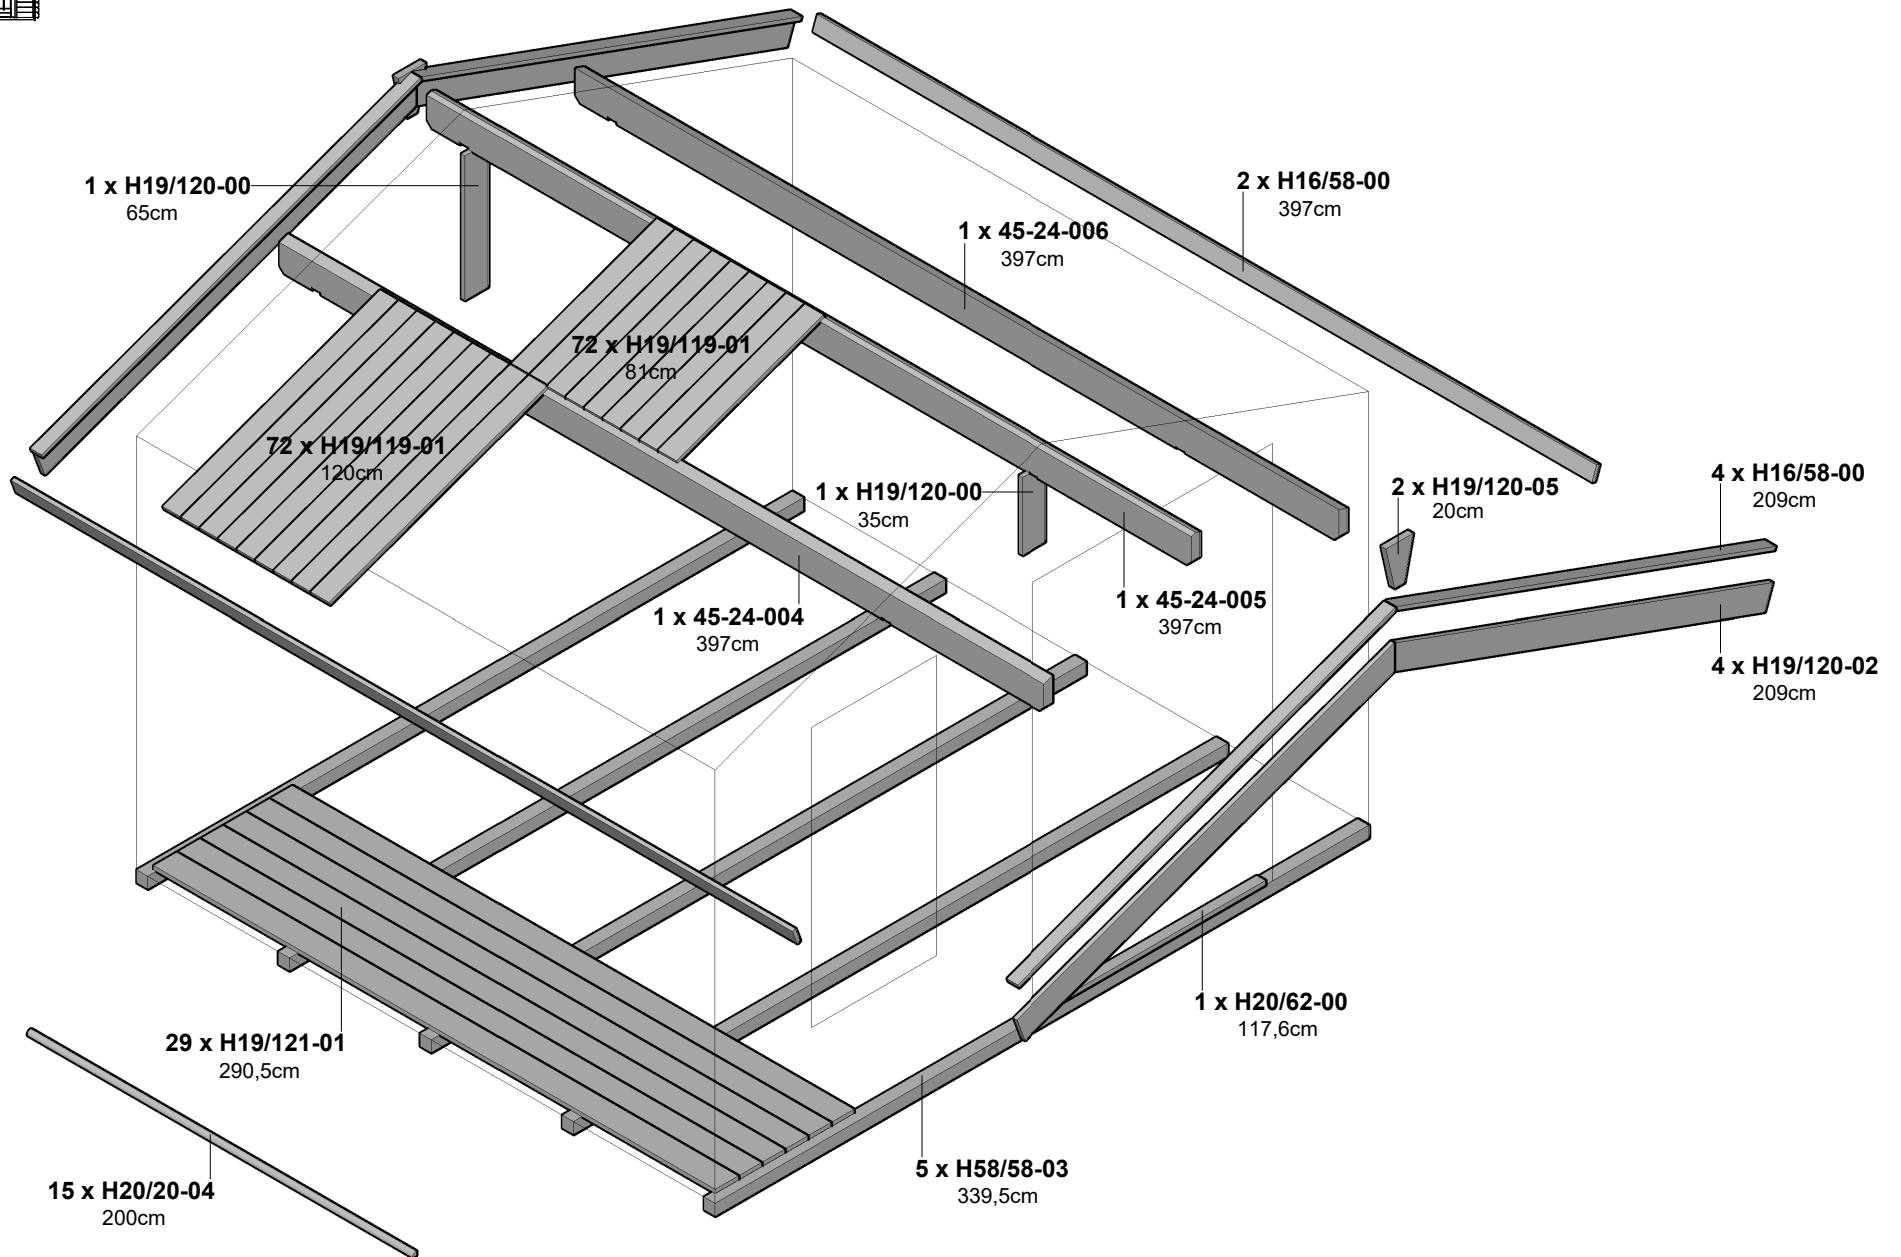 1 x H19/120-00
65cm
2 x H16/58-00
397cm
1 x 45-24-006
397cm
72 x H19/119-01
81cm
72 x H19/119-01
120cm
1 x H19/120-00
35cm
2 x H19/120-05
20cm
4 x H16/58-00
209cm
1 x 45-24-004
397cm
1 x 45-24-005
397cm
4 x H19/120-02
209cm
29 x H19/121-01
290,5cm
1 x H20/62-00
117,6cm
15 x H20/20-04
200cm
5 x H58/58-03
339,5cm